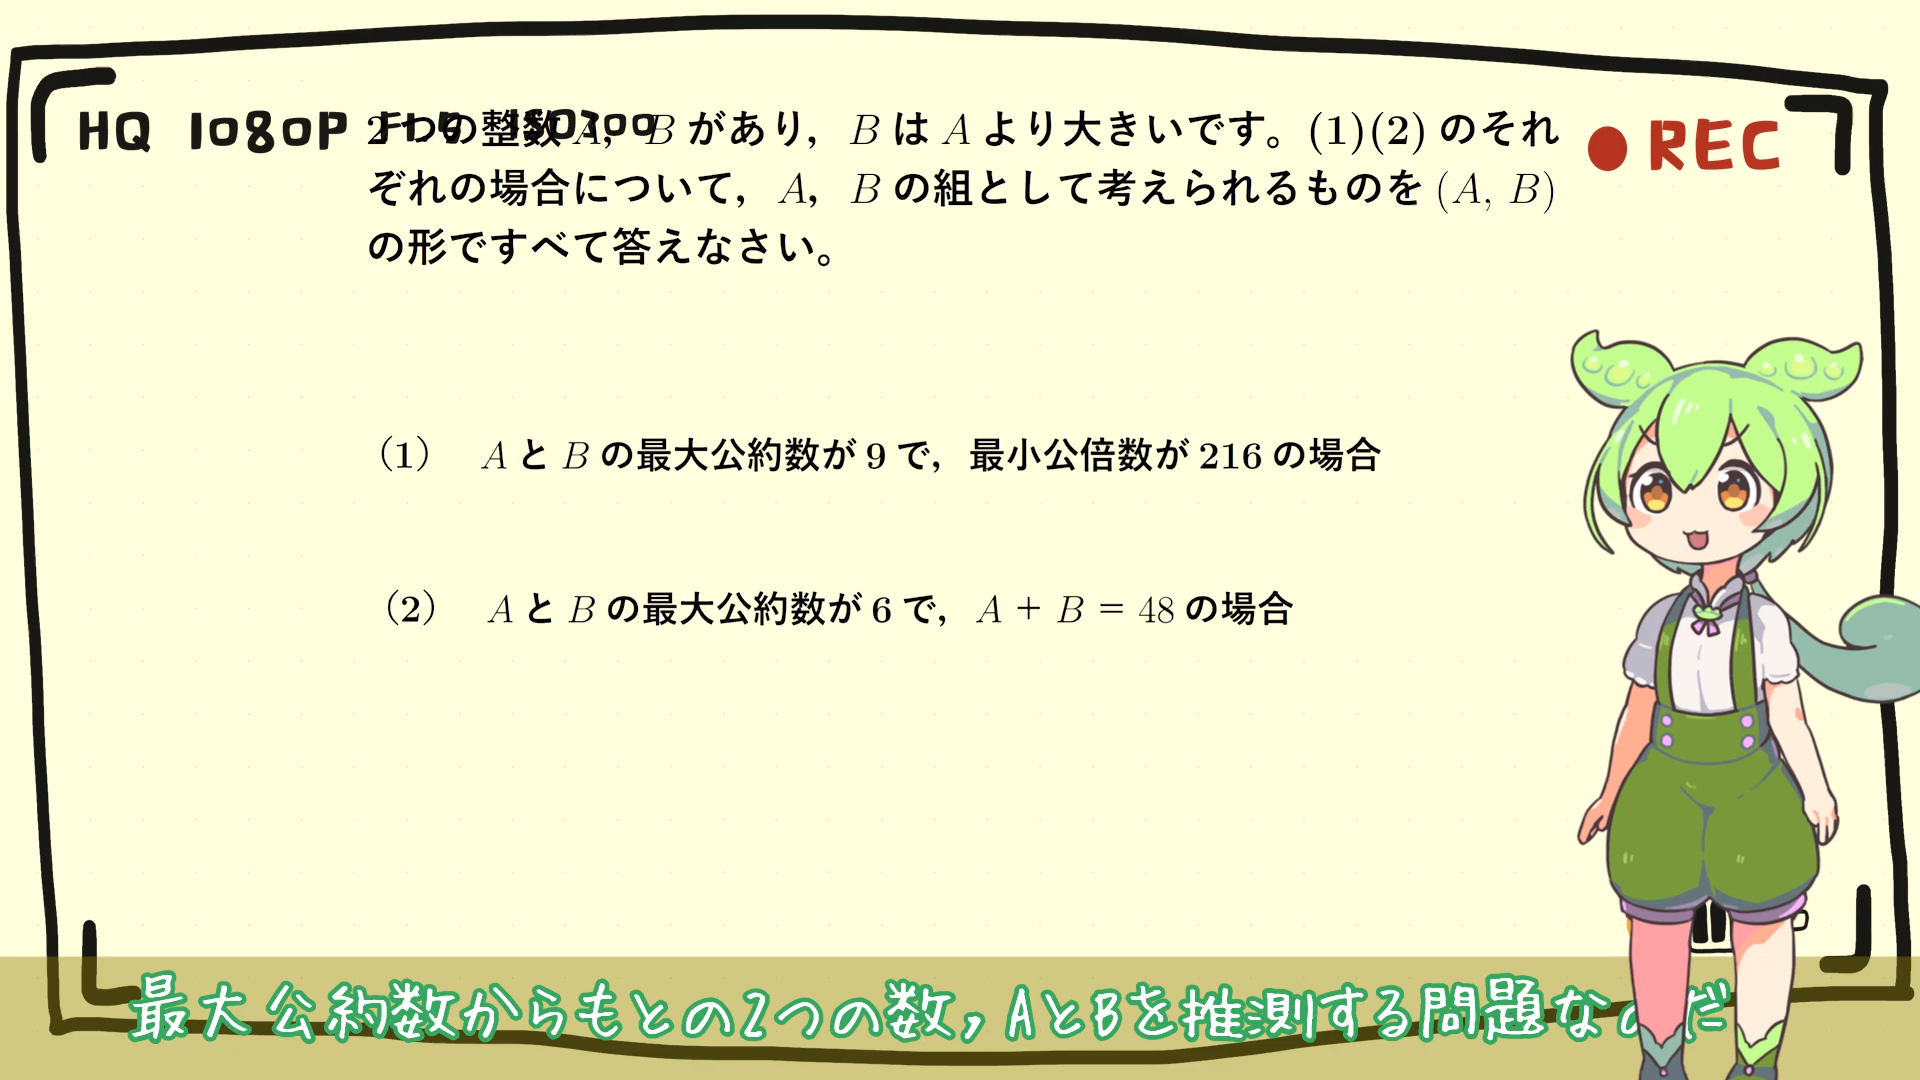 HQ 1080P
2つの整数 A, B があり, B は A より大きいです。(1)(2) のそれ
ぞれの場合について, A, B の組として考えられるものを (A, B)
の形ですべて答えなさい。
REC
(1) A と B の最大公約数が 9 で, 最小公倍数が 216 の場合
(2) A と B の最大公約数が 6 で, A + B = 48 の場合
最大公約数からもとの2つの数,AとBを推測する問題なのだ